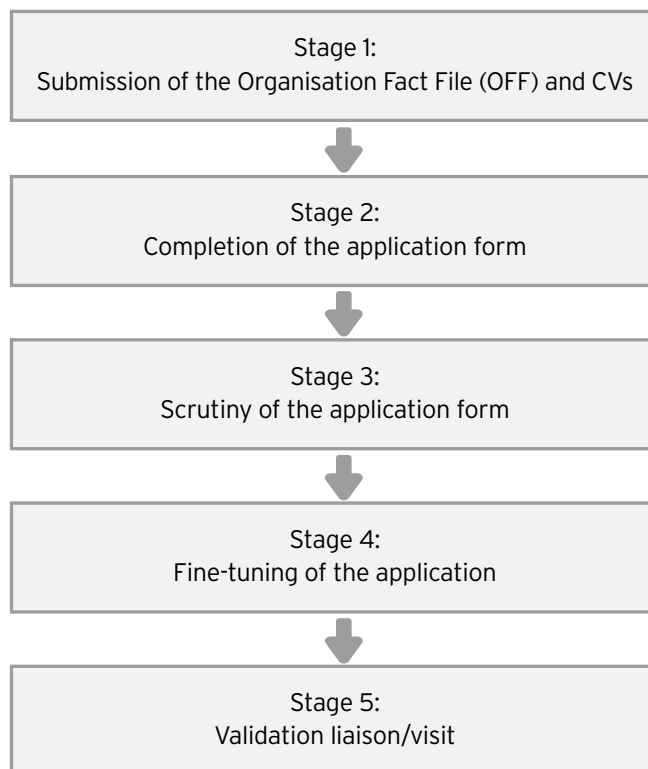 Stage 1:
Submission of the Organisation Fact File (OFF) and CVs
Stage 2:
Completion of the application form
Stage 3:
Scrutiny of the application form
Stage 4:
Fine-tuning of the application
Stage 5:
Validation liaison/visit